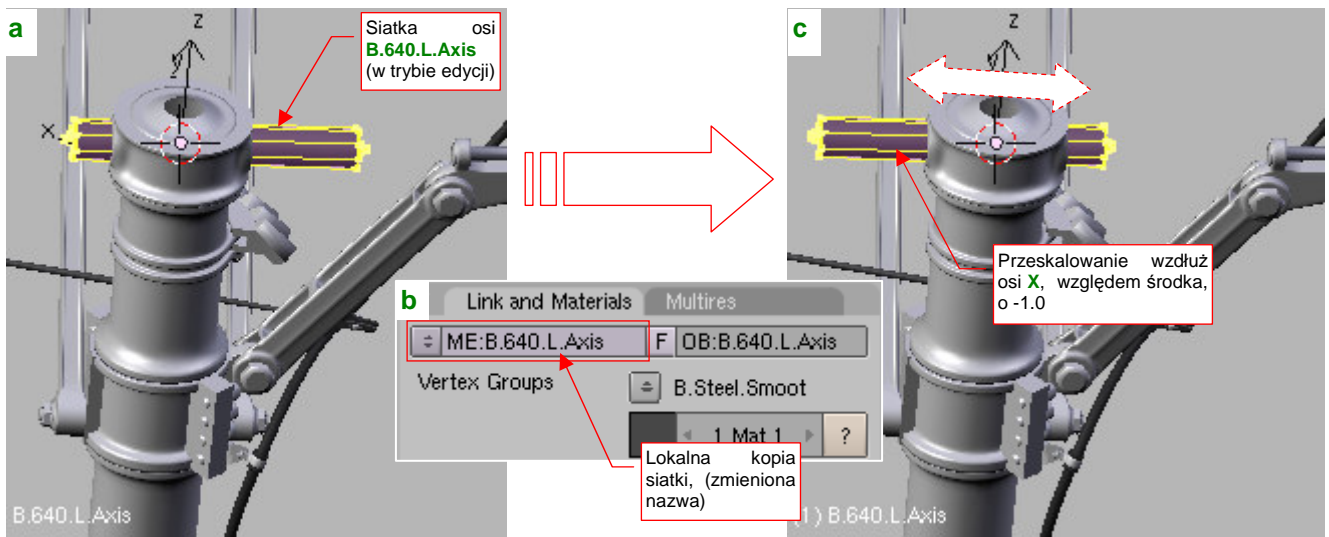 a
z
y
x
Siatka osi
B.640.L.Axis
(w trybie edycji)
B.640.L.Axis
b
Link and Materials Multires
ME:B.640.L.Axis F OB:B.640.L.Axis
Vertex Groups
B.Steel.Smoot
1 Mat 1 ?
Lokalna kopia
siatki, (zmieniona
nazwa)
c
z
Przeskalowanie wzdłuż
osi X, względem środka,
o -1.0
(1) B.640.L.Axis